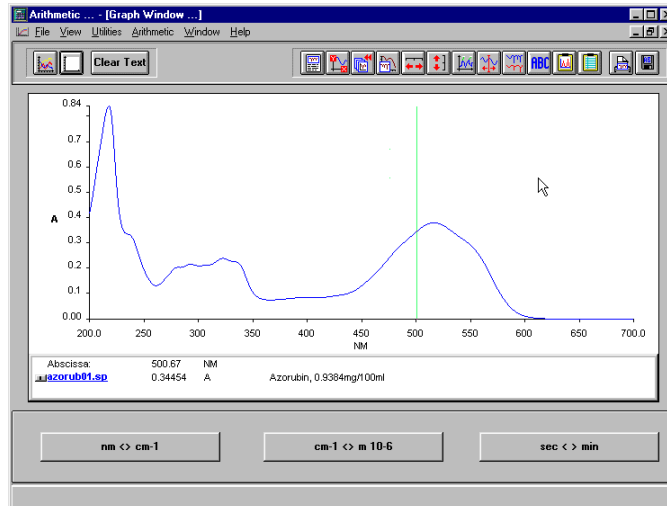 Arithmetic ... - [Graph Window ...]
File View Utilities Arithmetic Window Help
Clear Text
ABC
0.84
0.7
0.6
0.5
0.4
0.3
0.2
0.1
0.00
A
200.0 250 300 350 400 450 500 550 600 650 700.0
NM
Abscissa: 500.67 NM
azorub01.sp 0.34454 A Azorubin, 0.9384mg/100ml
nm <> cm-1
cm-1 <> m 10-6
sec < > min